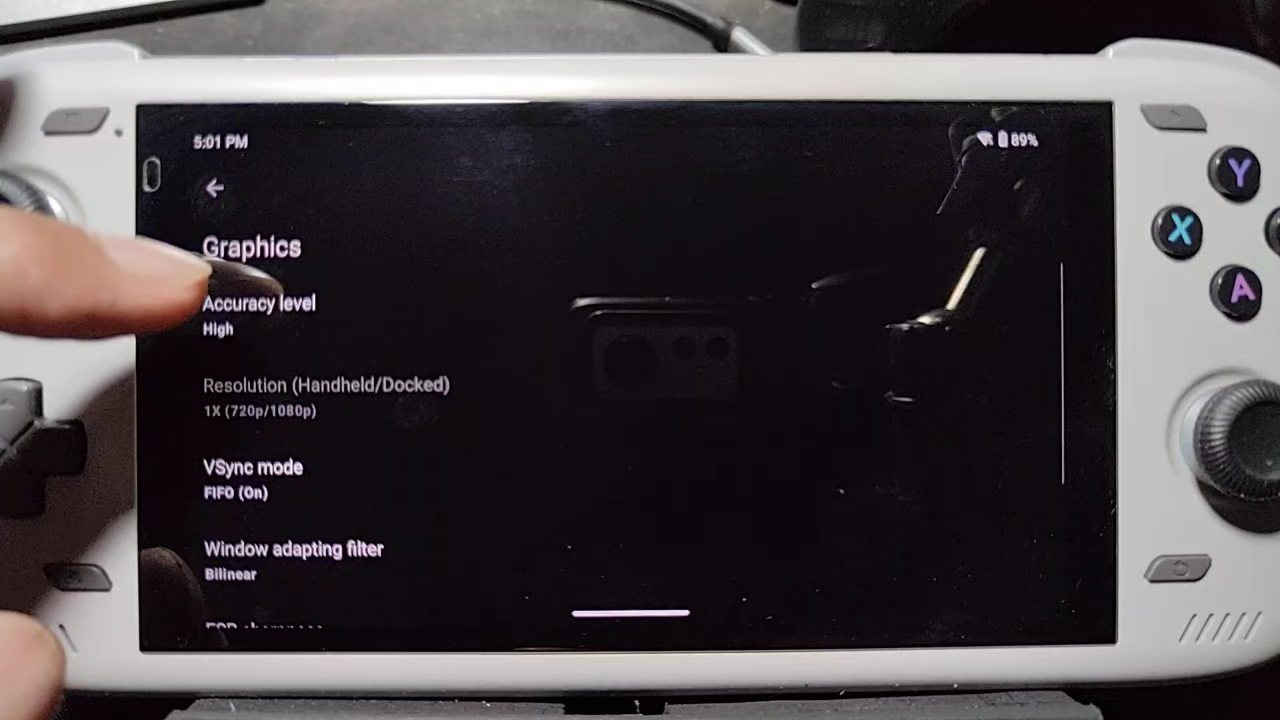 5:01 PM
89%
Graphics
Accuracy level
High
Resolution (Handheld/Docked)
1X (720p/1080p)
VSync mode
FIFO (On)
Window adapting filter
Bilinear
Y
X
A